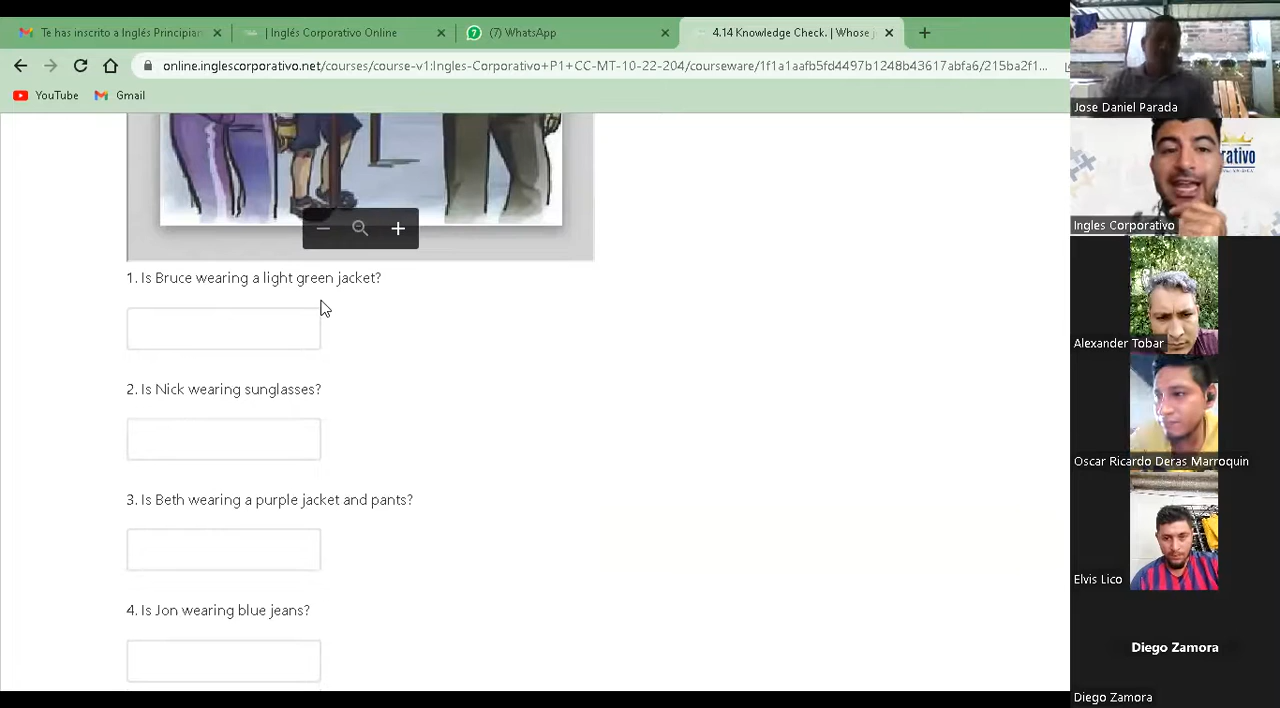 Te has inscrito a Inglés Principian
| Inglés Corporativo Online
(7) WhatsApp
4.14 Knowledge Check. | Whose
online.inglescorporativo.net/courses/course-v1:Ingles-Corporativo+P1+CC-MT-10-22-204/courseware/1f1a1aafb5fd4497b1248b43617abfa6/215ba2f1...
YouTube
Gmail
1. Is Bruce wearing a light green jacket?
2. Is Nick wearing sunglasses?
3. Is Beth wearing a purple jacket and pants?
4. Is Jon wearing blue jeans?
Jose Daniel Parada
rativo
Ingles Corporativo
Alexander Tobar
Oscar Ricardo Deras Marroquin
Elvis Lico
Diego Zamora
Diego Zamora